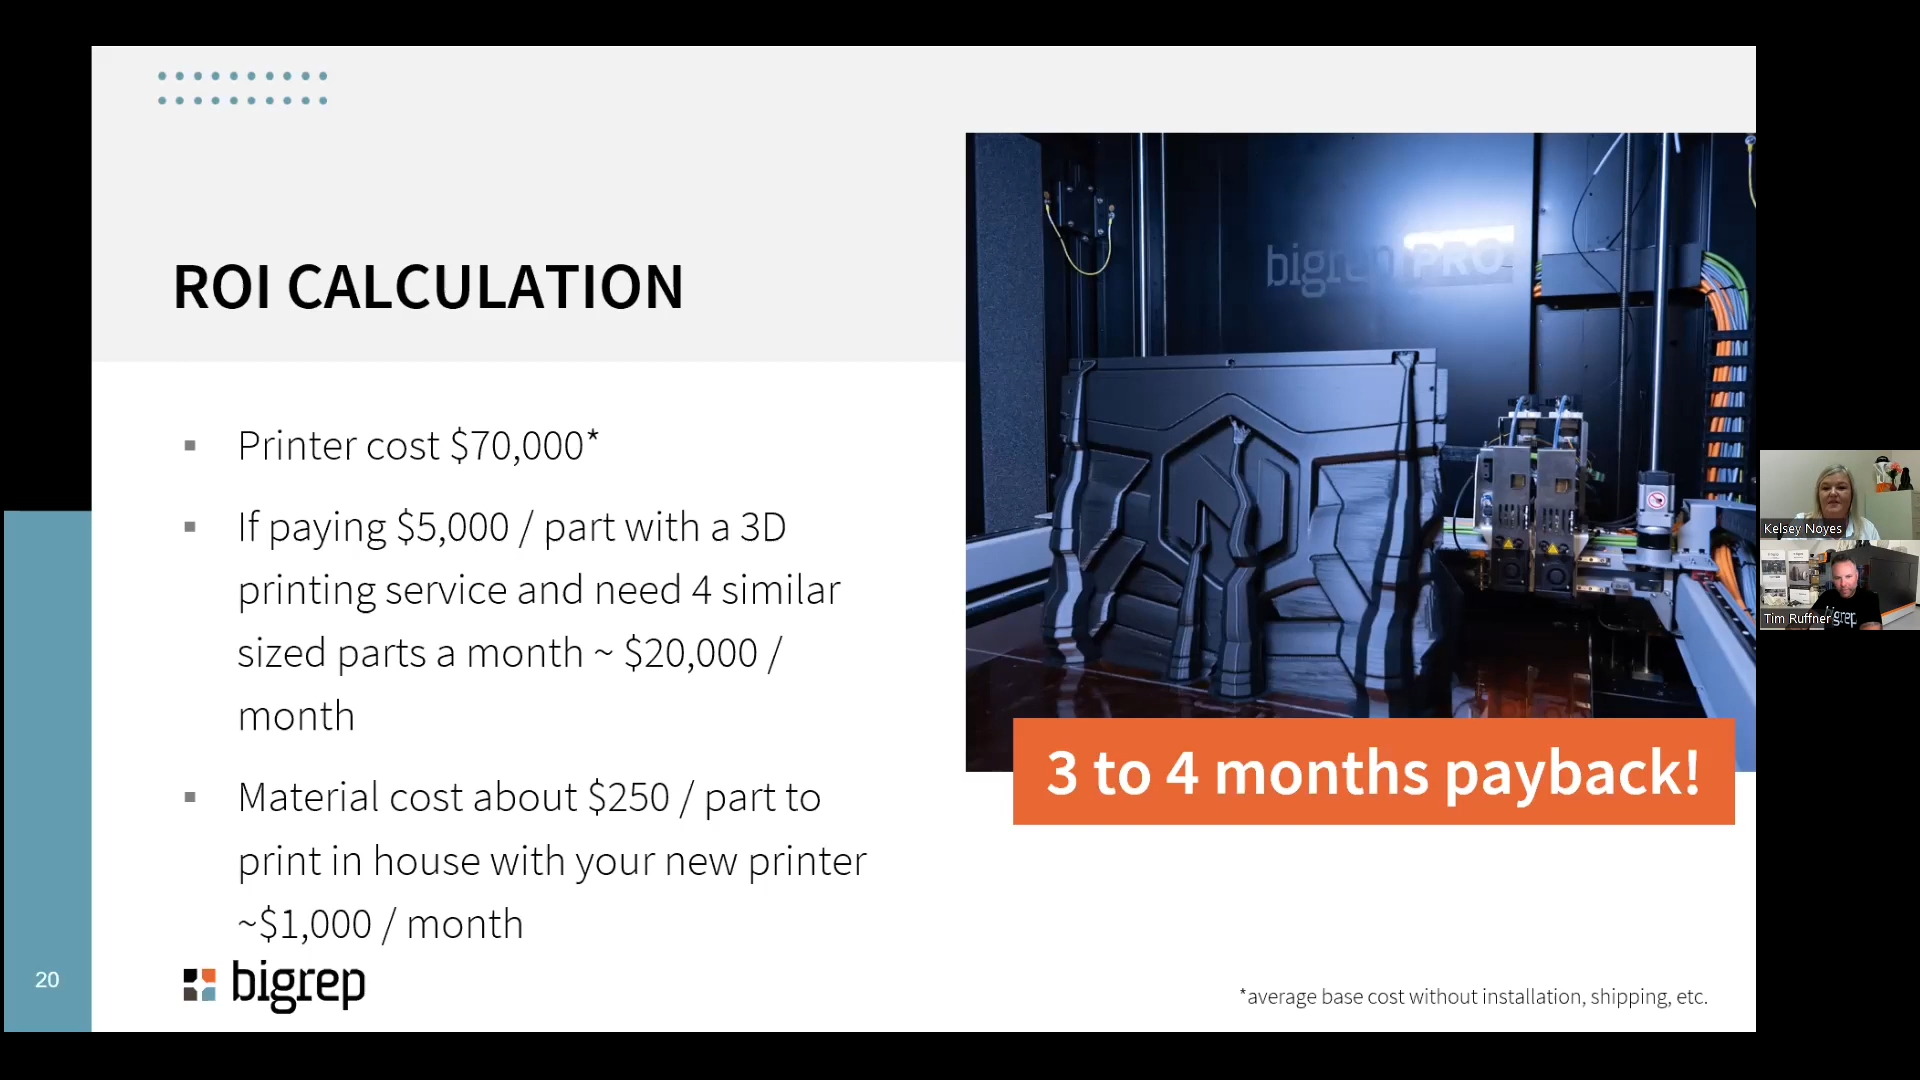 ROI CALCULATION
bigrep PRO
▪ Printer cost $70,000*
▪ If paying $5,000 / part with a 3D
printing service and need 4 similar
sized parts a month ~ $20,000 /
month
▪ Material cost about $250 / part to
print in house with your new printer
~$1,000 / month
3 to 4 months payback!
Kelsey Noyes
bigrep
Tim Ruffner
20
bigrep
*average base cost without installation, shipping, etc.